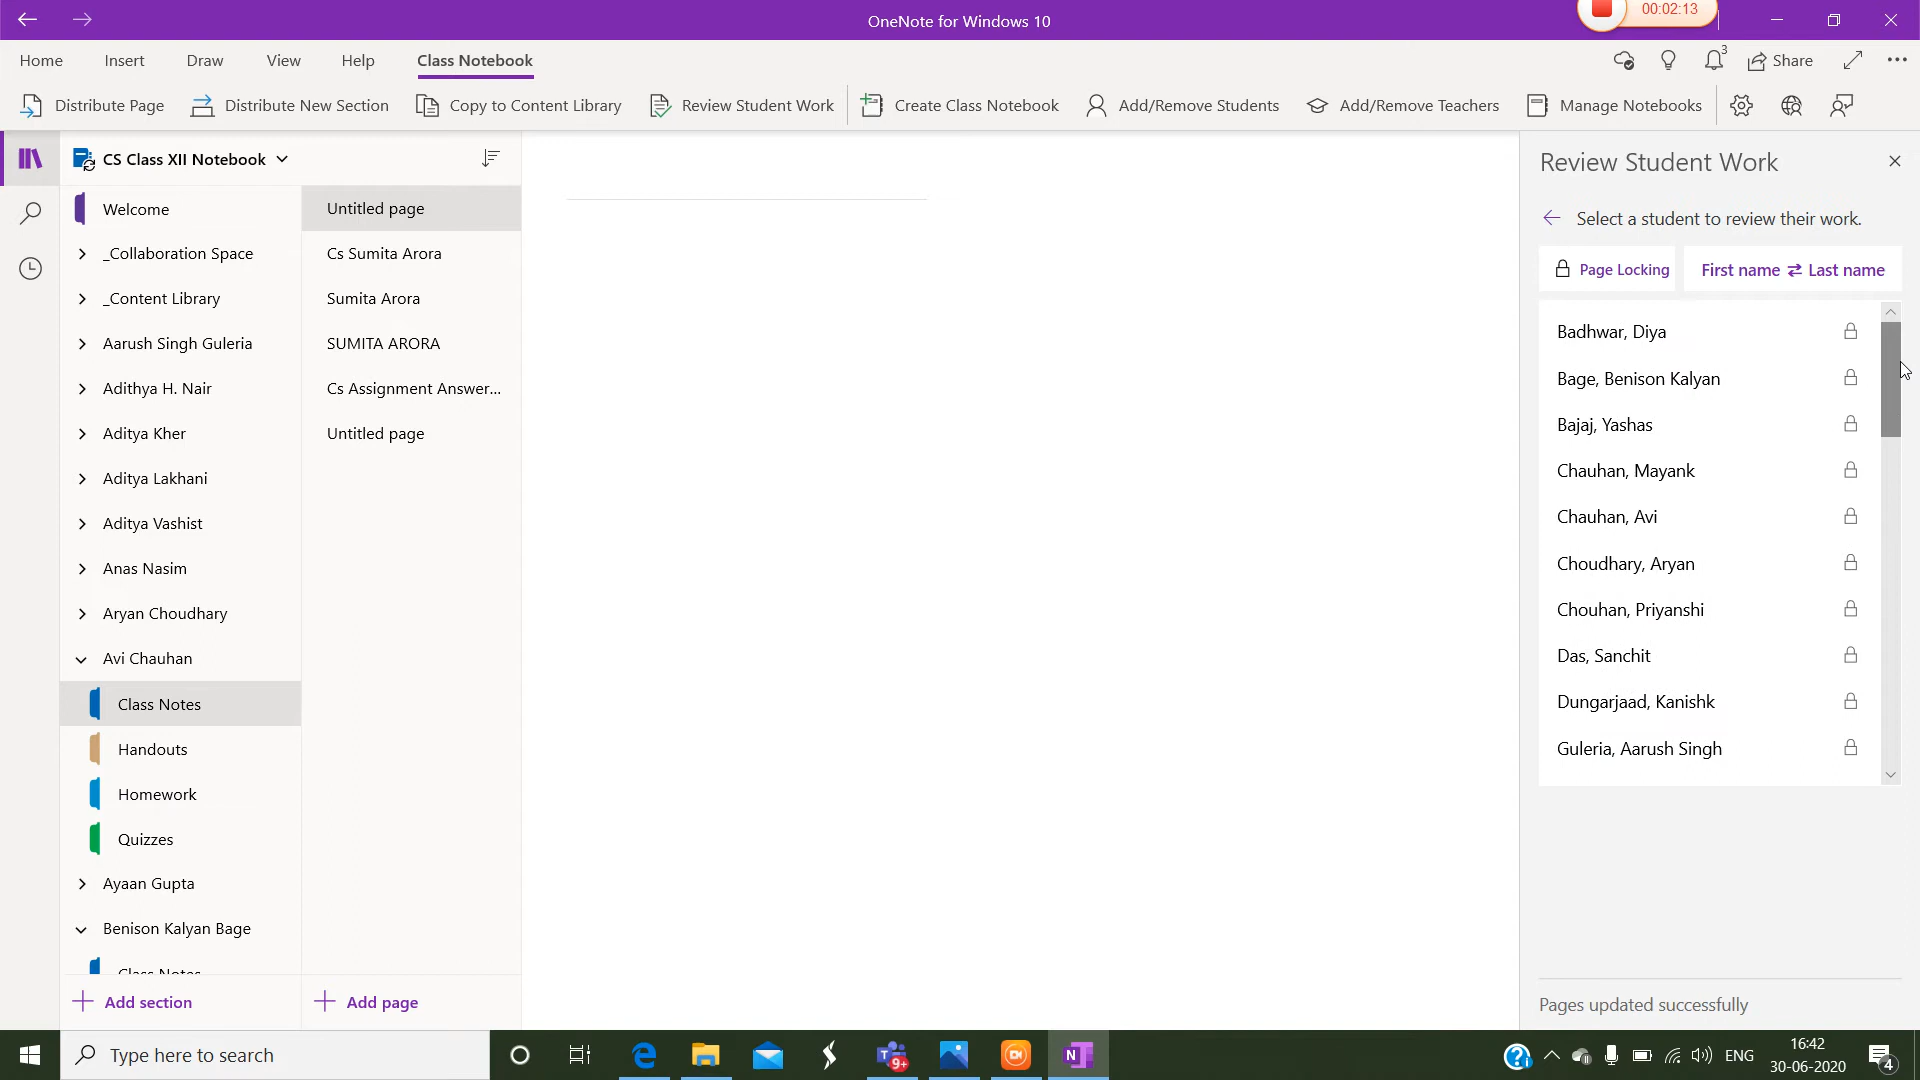 OneNote for Windows 10
00:02:13
Home Insert Draw View Help Class Notebook
3
Share
Distribute Page Distribute New Section Copy to Content Library Review Student Work Create Class Notebook Add/Remove Students Add/Remove Teachers Manage Notebooks
CS Class XII Notebook
Welcome
_Collaboration Space
_Content Library
Aarush Singh Guleria
Adithya H. Nair
Aditya Kher
Aditya Lakhani
Aditya Vashist
Anas Nasim
Aryan Choudhary
Avi Chauhan
Class Notes
Handouts
Homework
Quizzes
Ayaan Gupta
Benison Kalyan Bage
Class Notes
Add section
Untitled page
Cs Sumita Arora
Sumita Arora
SUMITA ARORA
Cs Assignment Answer...
Untitled page
Add page
Review Student Work
Select a student to review their work.
Page Locking
First name ⇄ Last name
Badhwar, Diya
Bage, Benison Kalyan
Bajaj, Yashas
Chauhan, Mayank
Chauhan, Avi
Choudhary, Aryan
Chouhan, Priyanshi
Das, Sanchit
Dungarjaad, Kanishk
Guleria, Aarush Singh
Pages updated successfully
Type here to search
9+
N
ENG
16:42
30-06-2020
4